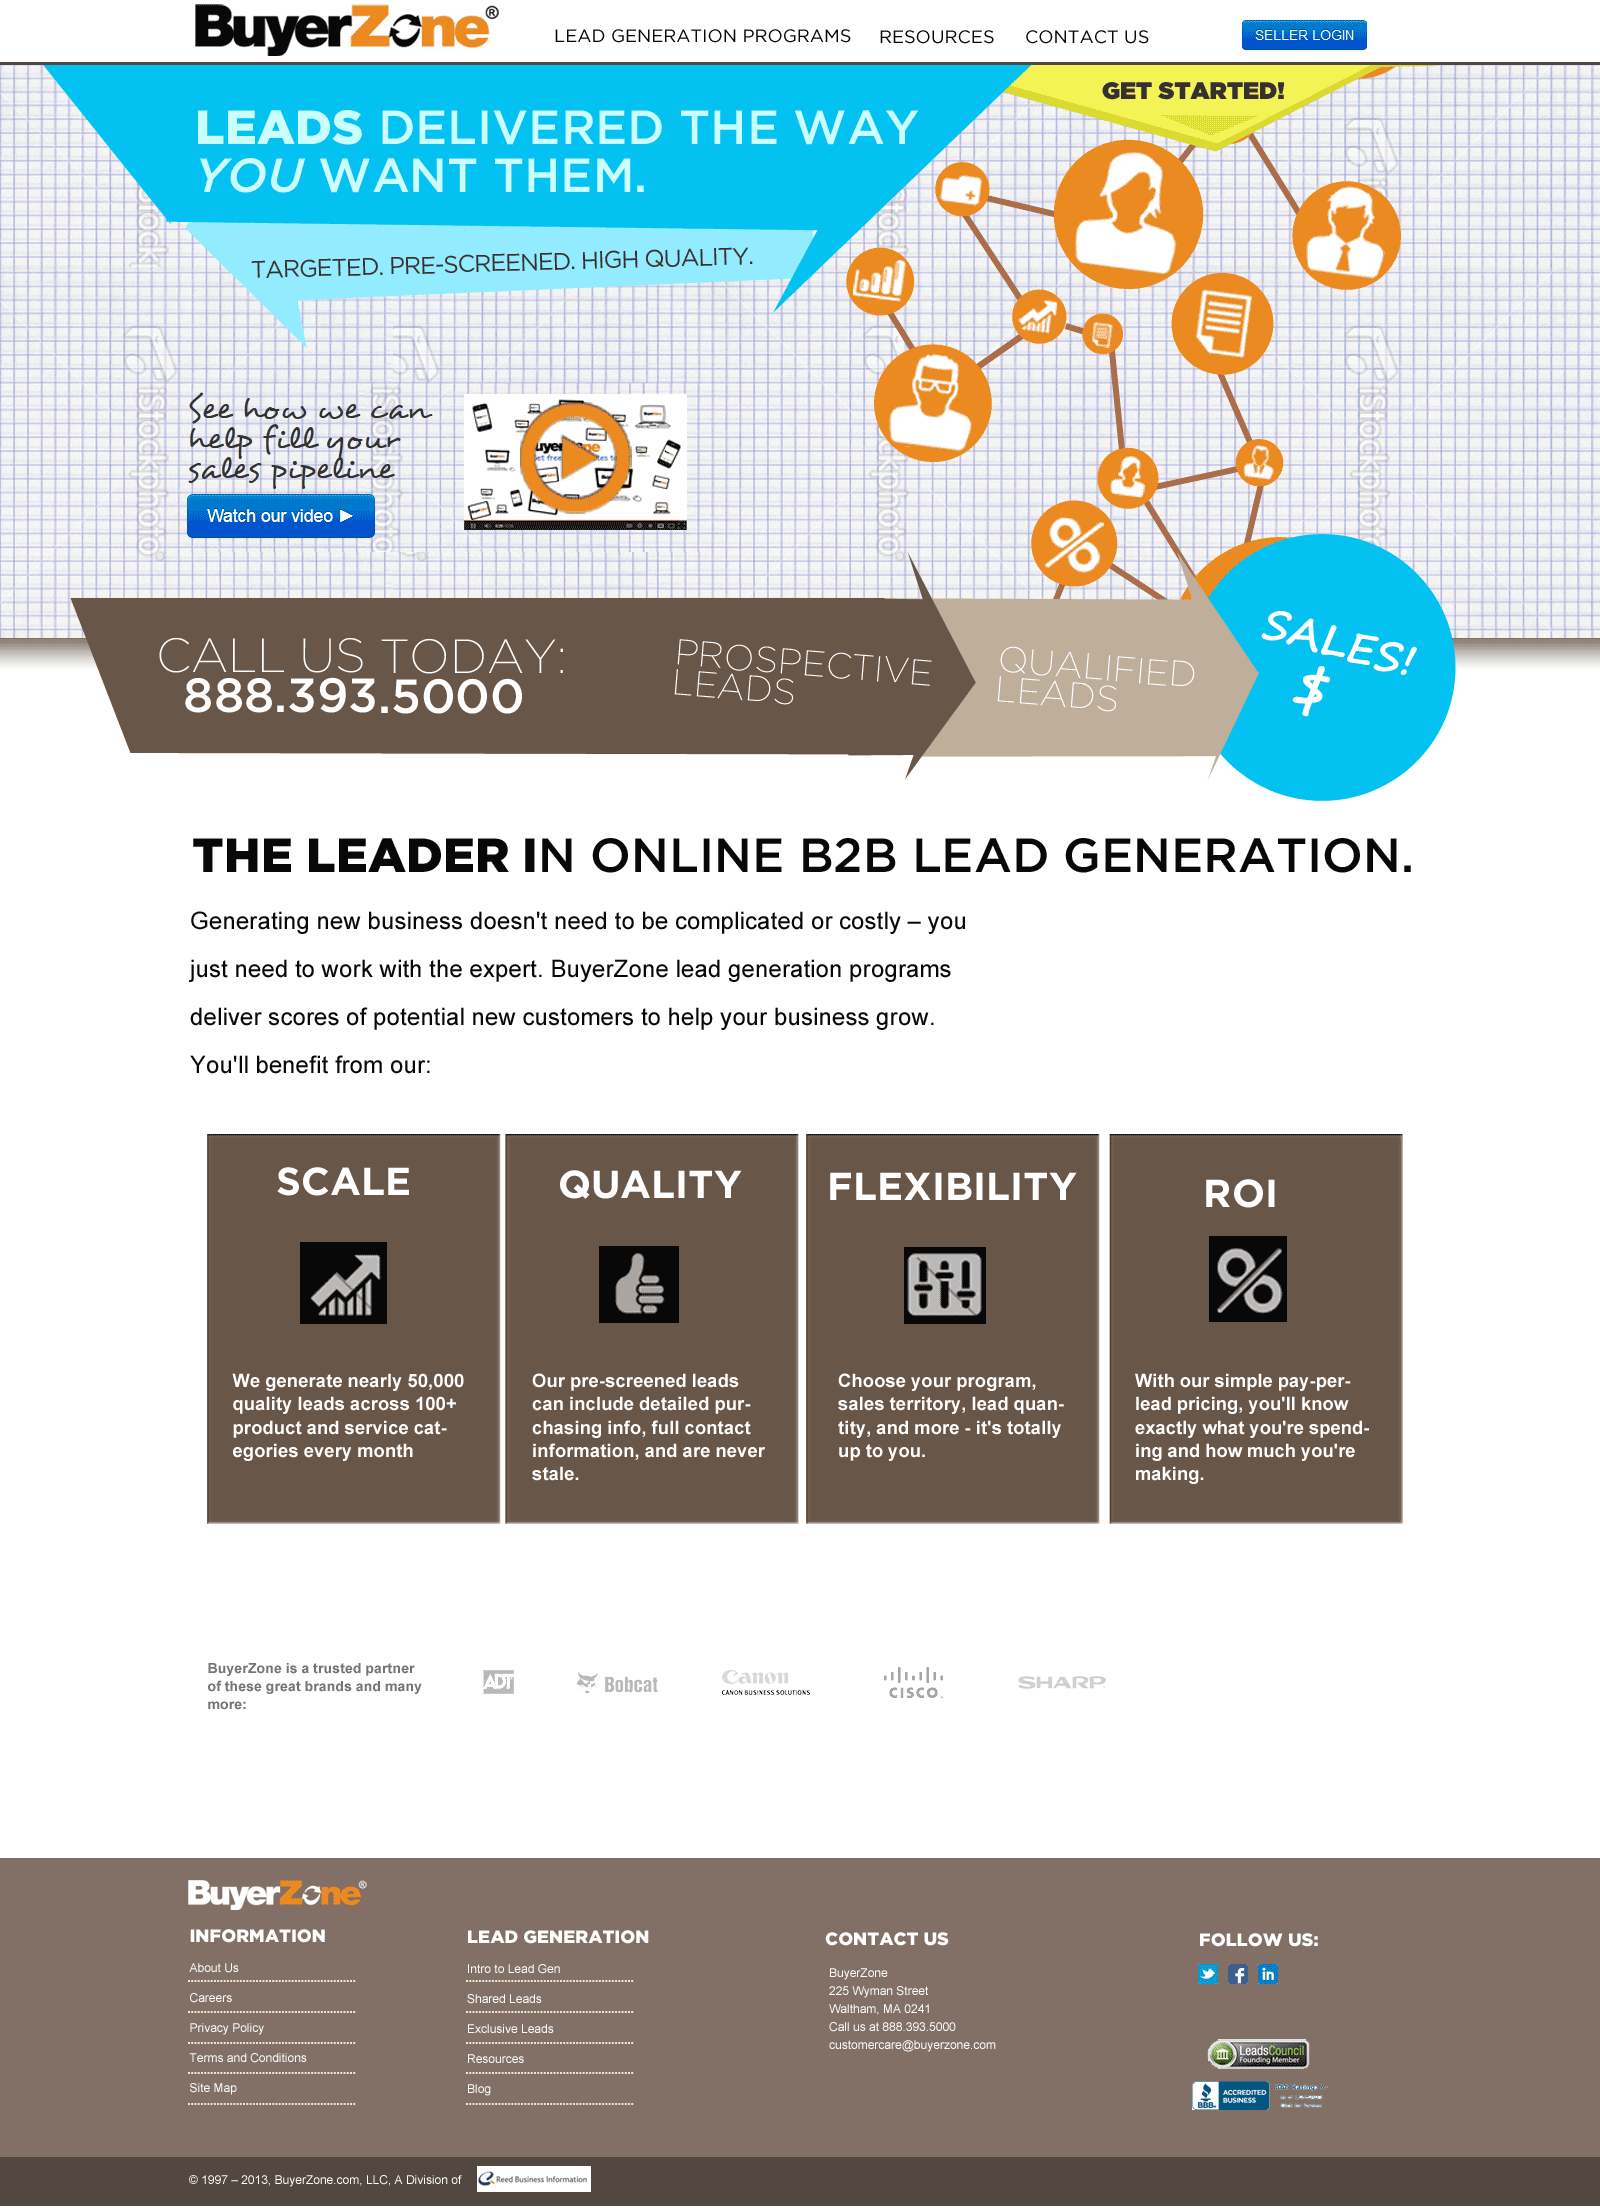 BuyerZone®
LEAD GENERATION PROGRAMS
RESOURCES
CONTACT US
SELLER LOGIN
GET STARTED!
LEADS DELIVERED THE WAY
YOU WANT THEM.
TARGETED. PRE-SCREENED. HIGH QUALITY.
iStockphoto
See how we can
help fill your
sales pipeline
Watch our video ►
CALL US TODAY:
888.393.5000
PROSPECTIVE
LEADS
QUALIFIED
LEADS
SALES!
$
THE LEADER IN ONLINE B2B LEAD GENERATION.
Generating new business doesn't need to be complicated or costly – you
just need to work with the expert. BuyerZone lead generation programs
deliver scores of potential new customers to help your business grow.
You'll benefit from our:
SCALE
We generate nearly 50,000
quality leads across 100+
product and service cat-
egories every month
QUALITY
Our pre-screened leads
can include detailed pur-
chasing info, full contact
information, and are never
stale.
FLEXIBILITY
Choose your program,
sales territory, lead quan-
tity, and more - it's totally
up to you.
ROI
With our simple pay-per-
lead pricing, you'll know
exactly what you're spend-
ing and how much you're
making.
BuyerZone is a trusted partner
of these great brands and many
more:
ADT
Bobcat
Canon
CANON BUSINESS SOLUTIONS
CISCO.
SHARP
BuyerZone®
INFORMATION
About Us
Careers
Privacy Policy
Terms and Conditions
Site Map
LEAD GENERATION
Intro to Lead Gen
Shared Leads
Exclusive Leads
Resources
Blog
CONTACT US
BuyerZone
225 Wyman Street
Waltham, MA 0241
Call us at 888.393.5000
customercare@buyerzone.com
FOLLOW US:
LeadsCouncil
Founding Member
BBB
ACCREDITED
BUSINESS
© 1997 – 2013, BuyerZone.com, LLC, A Division of
Reed Business Information